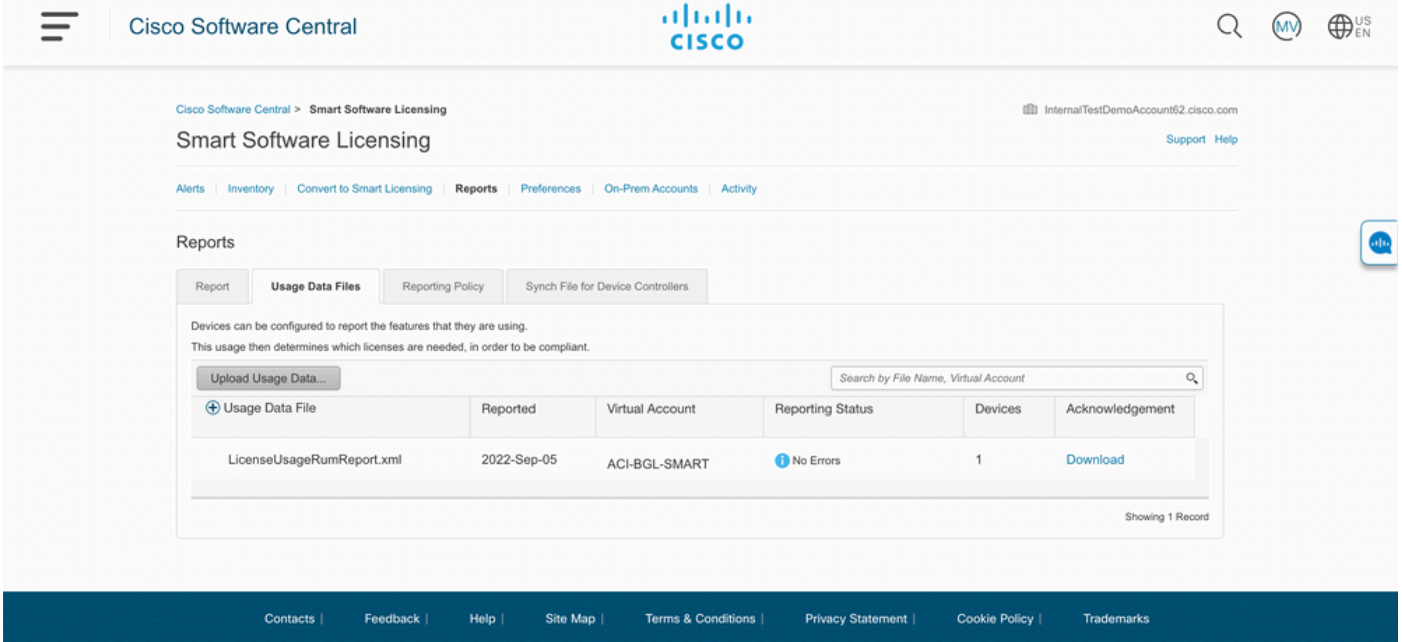 Cisco Software Central
CISCO
MV
US
EN
Cisco Software Central > Smart Software Licensing
InternalTestDemoAccount62.cisco.com
Smart Software Licensing
Support Help
Alerts | Inventory | Convert to Smart Licensing | Reports | Preferences | On-Prem Accounts | Activity
Reports
Report Usage Data Files Reporting Policy Synch File for Device Controllers
Devices can be configured to report the features that they are using.
This usage then determines which licenses are needed, in order to be compliant.
Upload Usage Data... Search by File Name, Virtual Account
Usage Data File Reported Virtual Account Reporting Status Devices Acknowledgement
LicenseUsageRumReport.xml 2022-Sep-05 ACI-BGL-SMART No Errors 1 Download
Showing 1 Record
Contacts | Feedback | Help | Site Map | Terms & Conditions | Privacy Statement | Cookie Policy | Trademarks